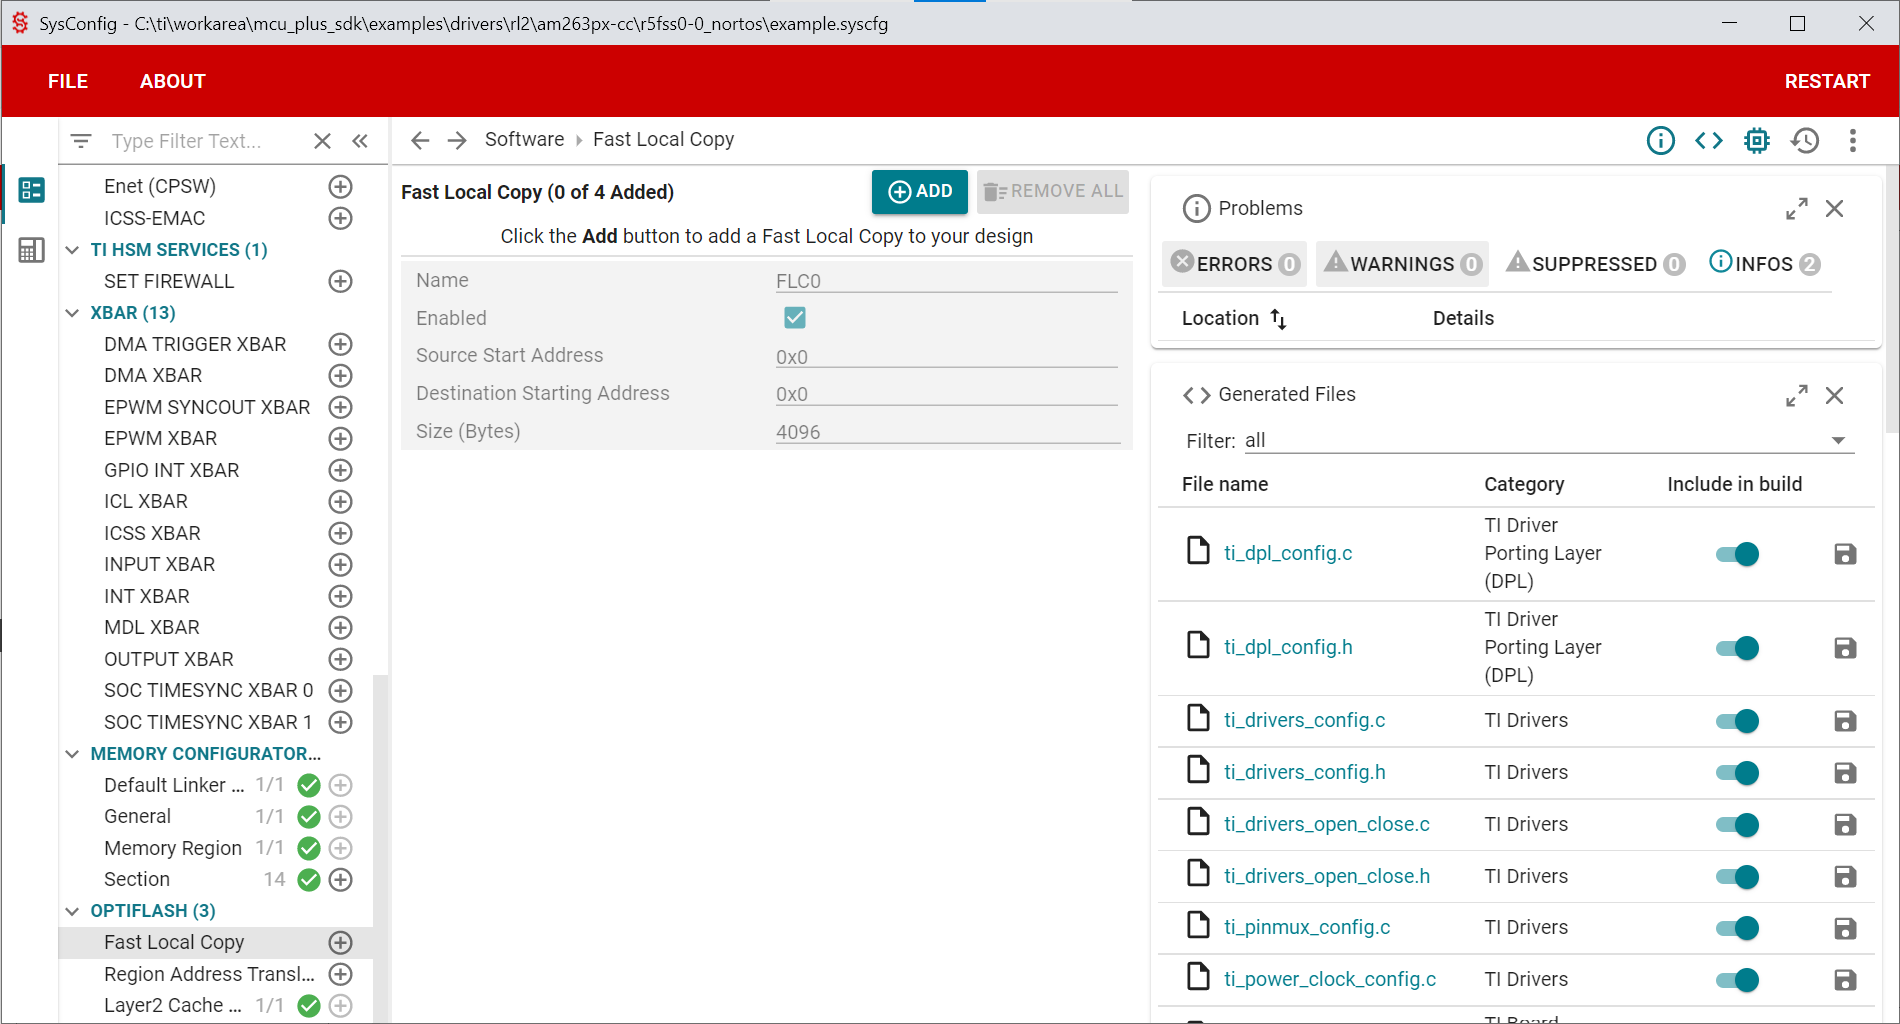 SysConfig - C:\ti\workarea\mcu_plus_sdk\examples\drivers\rl2\am263px-cc\r5fss0-0_nortos\example.syscfg
FILE
ABOUT
RESTART
Type Filter Text...
Enet (CPSW)
ICSS-EMAC
TI HSM SERVICES (1)
SET FIREWALL
XBAR (13)
DMA TRIGGER XBAR
DMA XBAR
EPWM SYNCOUT XBAR
EPWM XBAR
GPIO INT XBAR
ICL XBAR
ICSS XBAR
INPUT XBAR
INT XBAR
MDL XBAR
OUTPUT XBAR
SOC TIMESYNC XBAR 0
SOC TIMESYNC XBAR 1
MEMORY CONFIGURATOR...
Default Linker ... 1/1
General 1/1
Memory Region 1/1
Section 14
OPTIFLASH (3)
Fast Local Copy
Region Address Transl...
Layer2 Cache ... 1/1
Software Fast Local Copy
Fast Local Copy (0 of 4 Added)
ADD
REMOVE ALL
Click the Add button to add a Fast Local Copy to your design
Name FLC0
Enabled
Source Start Address 0x0
Destination Starting Address 0x0
Size (Bytes) 4096
Problems
ERRORS 0 WARNINGS 0 SUPPRESSED 0 INFOS 2
Location Details
Generated Files
Filter: all
File name Category Include in build
ti_dpl_config.c TI Driver Porting Layer (DPL)
ti_dpl_config.h TI Driver Porting Layer (DPL)
ti_drivers_config.c TI Drivers
ti_drivers_config.h TI Drivers
ti_drivers_open_close.c TI Drivers
ti_drivers_open_close.h TI Drivers
ti_pinmux_config.c TI Drivers
ti_power_clock_config.c TI Drivers
TI Board